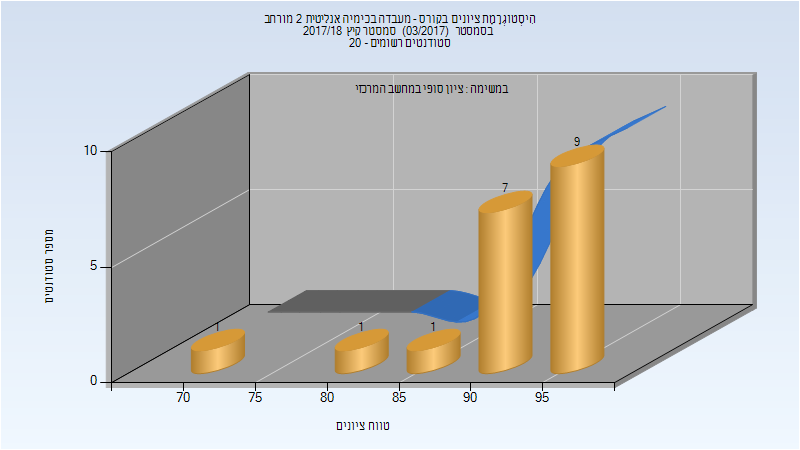 היסטוגרמת ציונים בקורס - מעבדה בכימיה אנליטית 2 מורחב
בסמסטר (03/2017) סמסטר קיץ 2017/18
סטודנטים רשומים - 20
במשימה : ציון סופי במחשב המרכזי
9
7
1
1
1
10
5
0
מספר סטודנטים
70 75 80 85 90 95
טווח ציונים